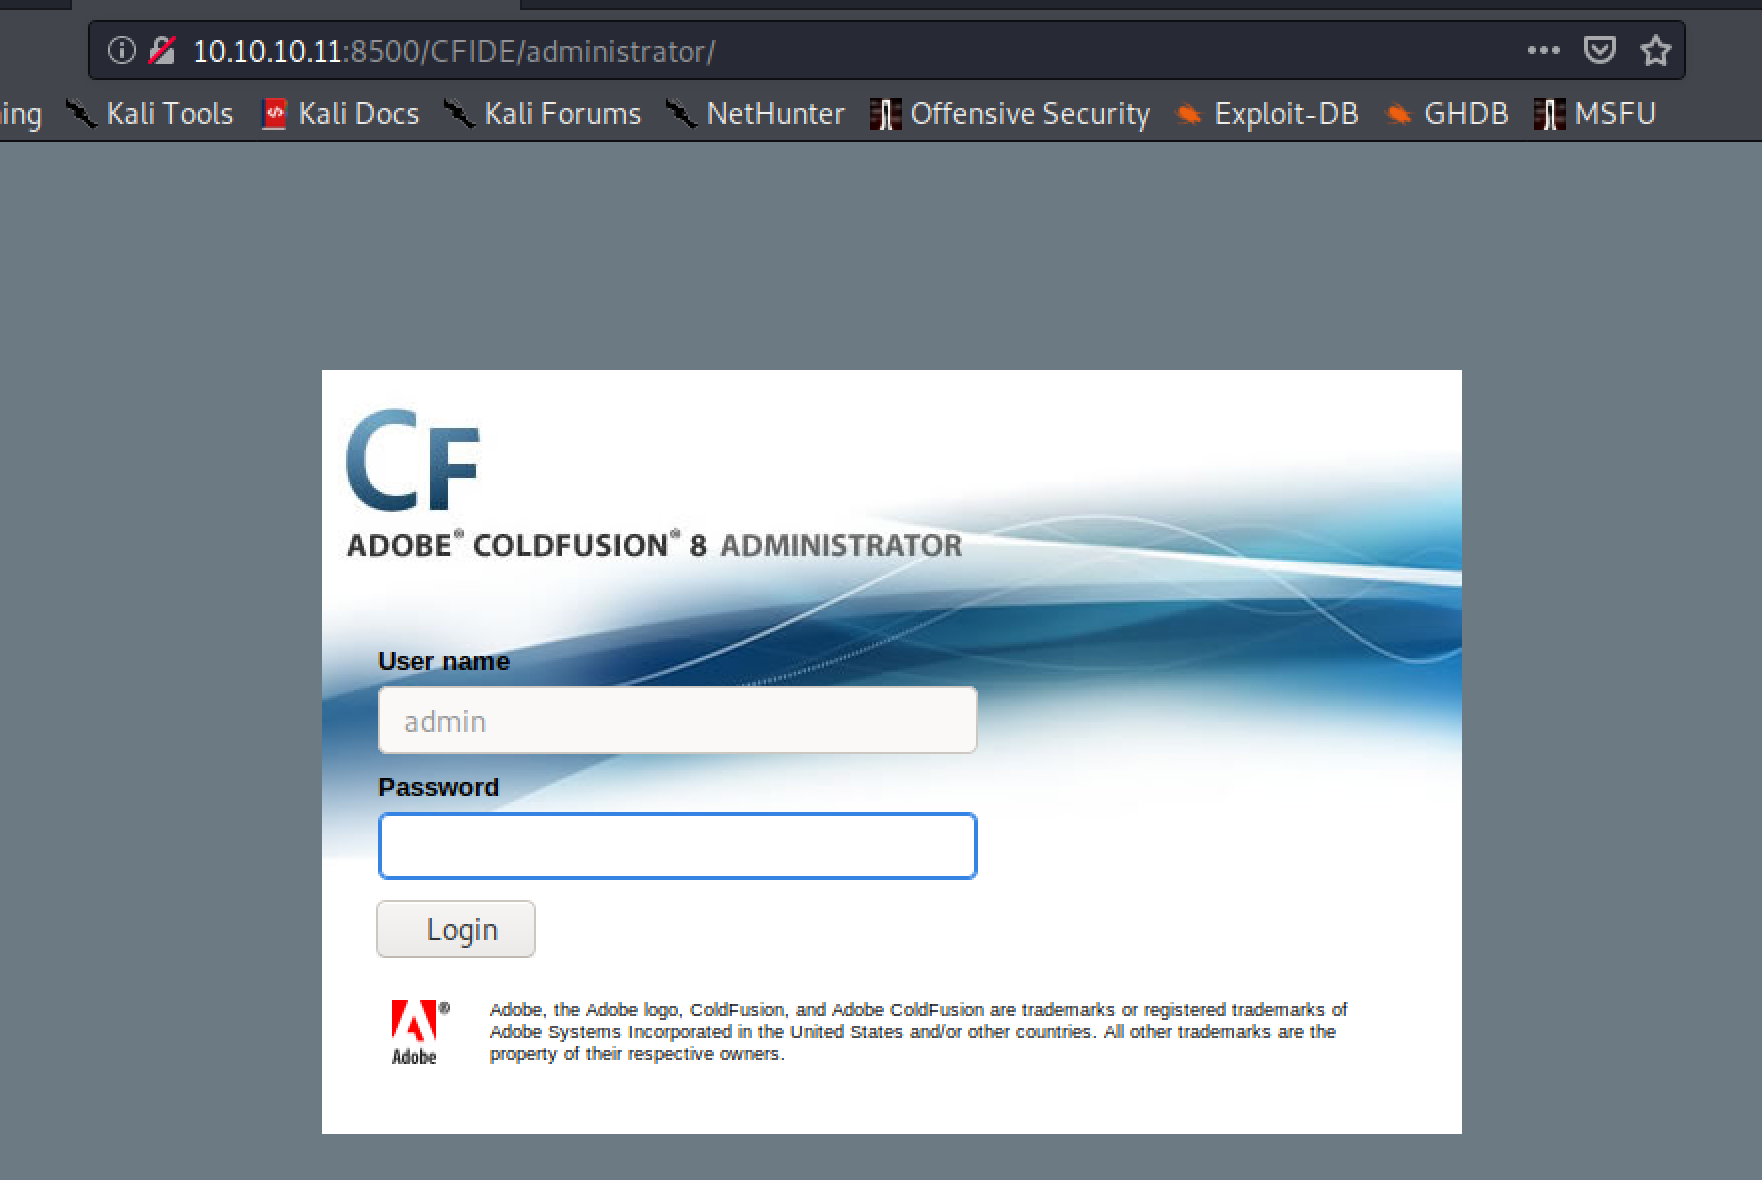 10.10.10.11:8500/CFIDE/administrator/
ing Kali Tools Kali Docs Kali Forums NetHunter Offensive Security Exploit-DB GHDB MSFU
CF
ADOBE® COLDFUSION® 8 ADMINISTRATOR
User name
admin
Password
Login
Adobe, the Adobe logo, ColdFusion, and Adobe ColdFusion are trademarks or registered trademarks of
Adobe Systems Incorporated in the United States and/or other countries. All other trademarks are the
property of their respective owners.
®
Adobe